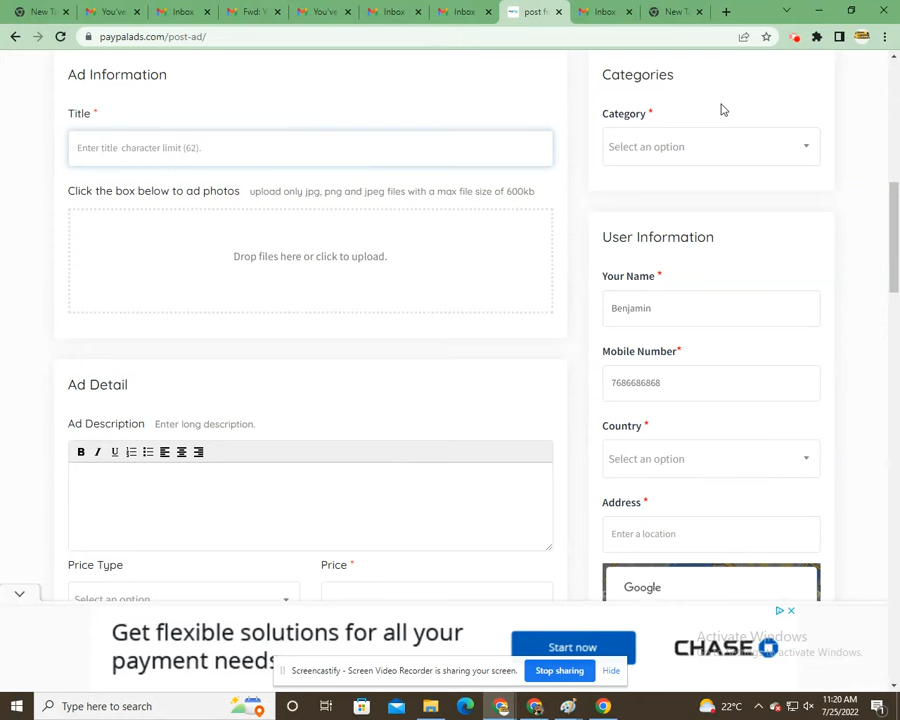 New T
You've
Inbox
Fwd: V
You've
Inbox
Inbox
post f
Inbox
New T
paypalads.com/post-ad/
Ad Information
Title *
Enter title character limit (62).
Click the box below to ad photos upload only jpg, png and jpeg files with a max file size of 600kb
Drop files here or click to upload.
Ad Detail
Ad Description Enter long description.
B I U
Price Type Price *
Select an option
Categories
Category *
Select an option
User Information
Your Name *
Benjamin
Mobile Number*
7686686868
Country *
Select an option
Address *
Enter a location
Google
Get flexible solutions for all your
payment needs
Start now
CHASE
Activate Windows
activate Windows.
Screencastify - Screen Video Recorder is sharing your screen.
Stop sharing
Hide
Type here to search
22°C
11:20 AM
7/25/2022
1